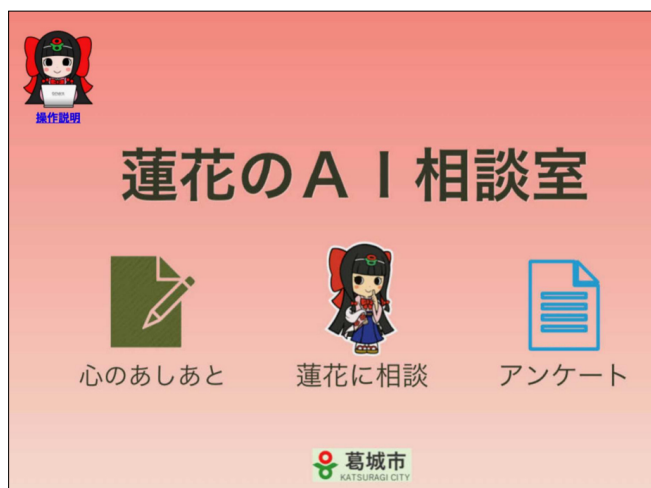 操作説明
蓮花のＡＩ相談室
心のあしあと
蓮花に相談
アンケート
葛城市
KATSURAGI CITY